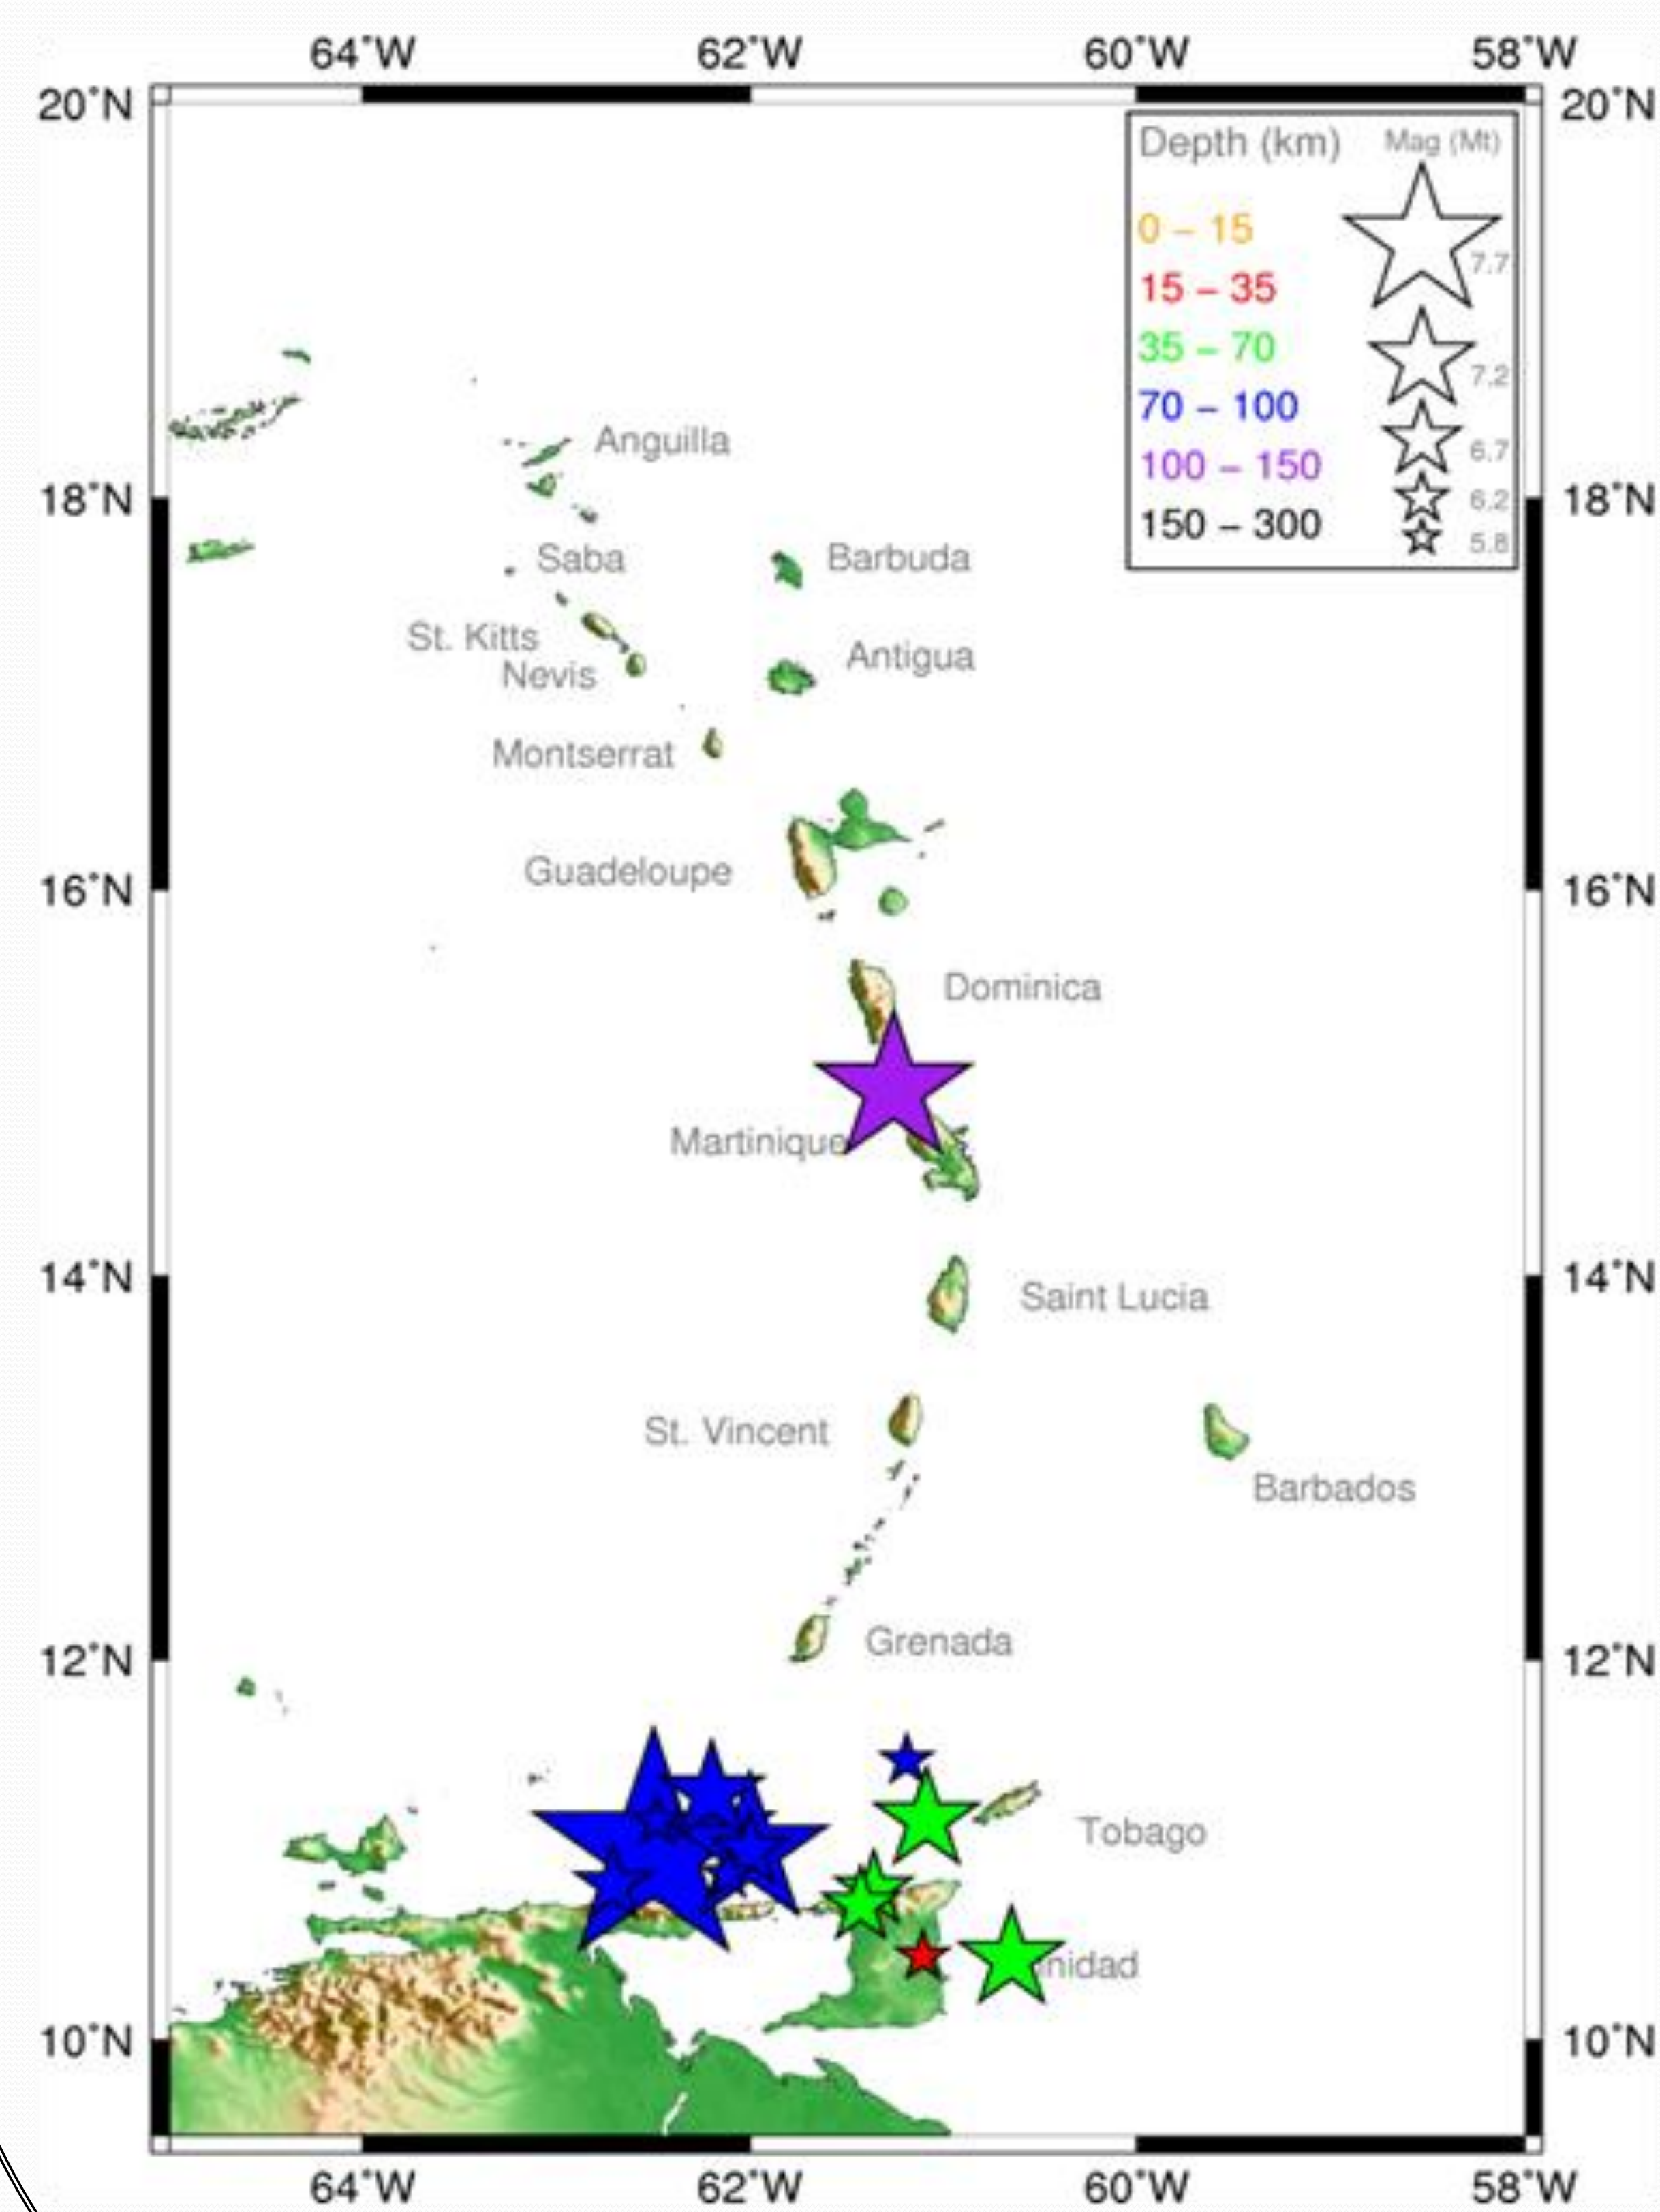 64°W 62°W 60°W 58°W
20°N 20°N
Depth (km) Mag (Mt)
0 – 15
7.7
15 – 35
35 – 70
7.2
70 – 100
6.7
100 – 150
6.2
150 – 300
5.8
Anguilla
18°N 18°N
Saba Barbuda
St. Kitts
Antigua
Nevis
Montserrat
Guadeloupe
16°N 16°N
Dominica
Martinique
14°N 14°N
Saint Lucia
St. Vincent
Barbados
Grenada
12°N 12°N
Tobago
nidad
10°N 10°N
64°W 62°W 60°W 58°W